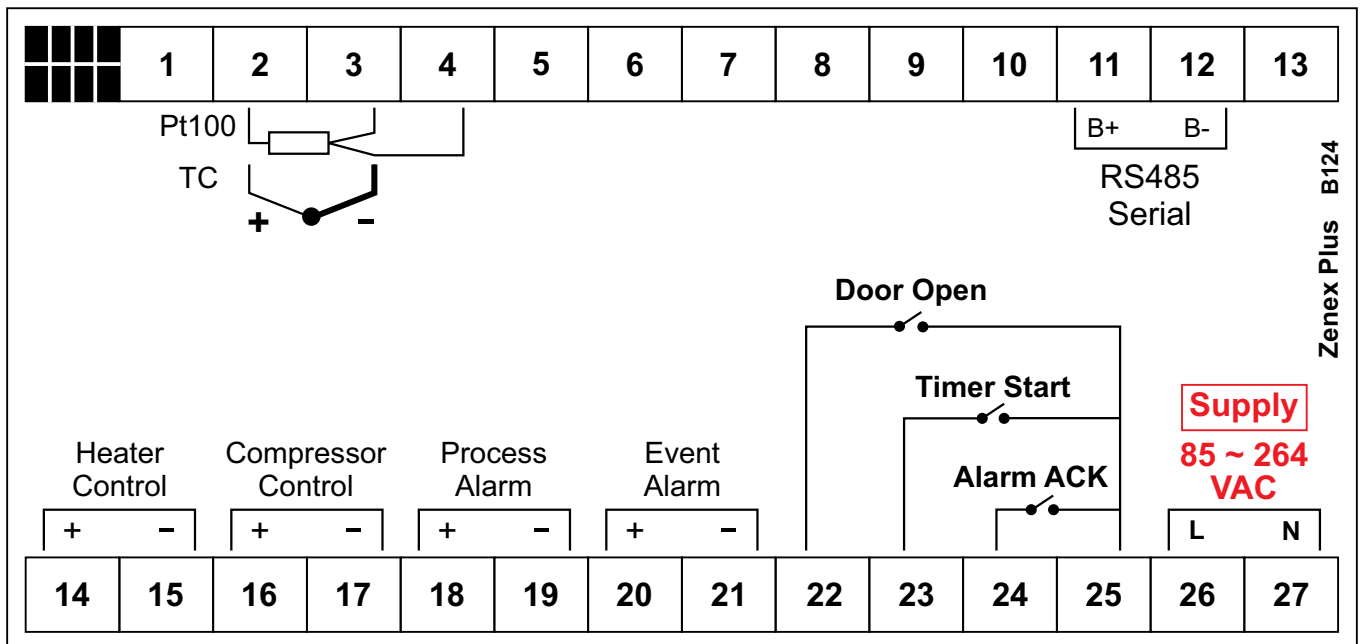 1 2 3 4 5 6 7 8 9 10 11 12 13
Pt100
TC
+ −
B+ B-
RS485
Serial
Zenex Plus B124
Door Open
Timer Start
Alarm ACK
Supply
85 ~ 264
VAC
L N
Heater
Control
+ −
Compressor
Control
+ −
Process
Alarm
+ −
Event
Alarm
+ −
14 15 16 17 18 19 20 21 22 23 24 25 26 27